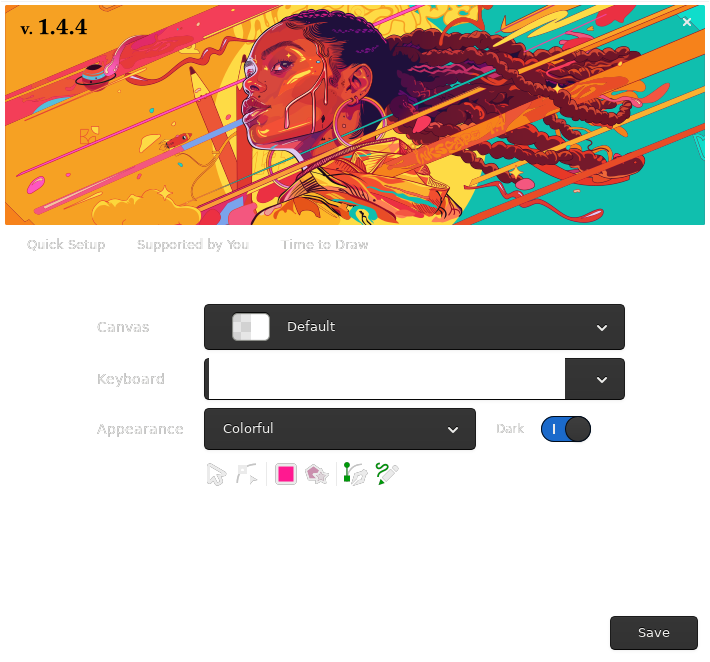 v. 1.4.4
Quick Setup Supported by You Time to Draw
Canvas Default
Keyboard
Appearance Colorful Dark
Save